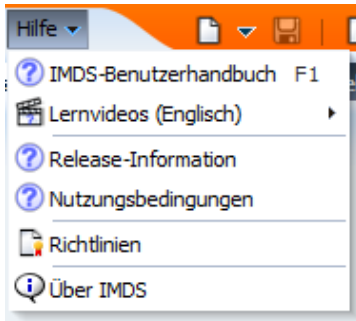 Hilfe
IMDS-Benutzerhandbuch F1
Lernvideos (Englisch)
Release-Information
Nutzungsbedingungen
Richtlinien
Über IMDS